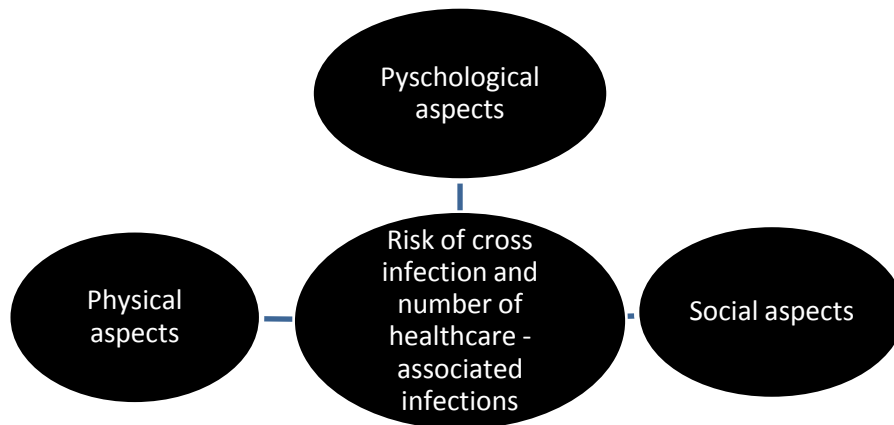 Pyschological
aspects
Physical
aspects
Risk of cross
infection and
number of
healthcare -
associated
infections
Social aspects